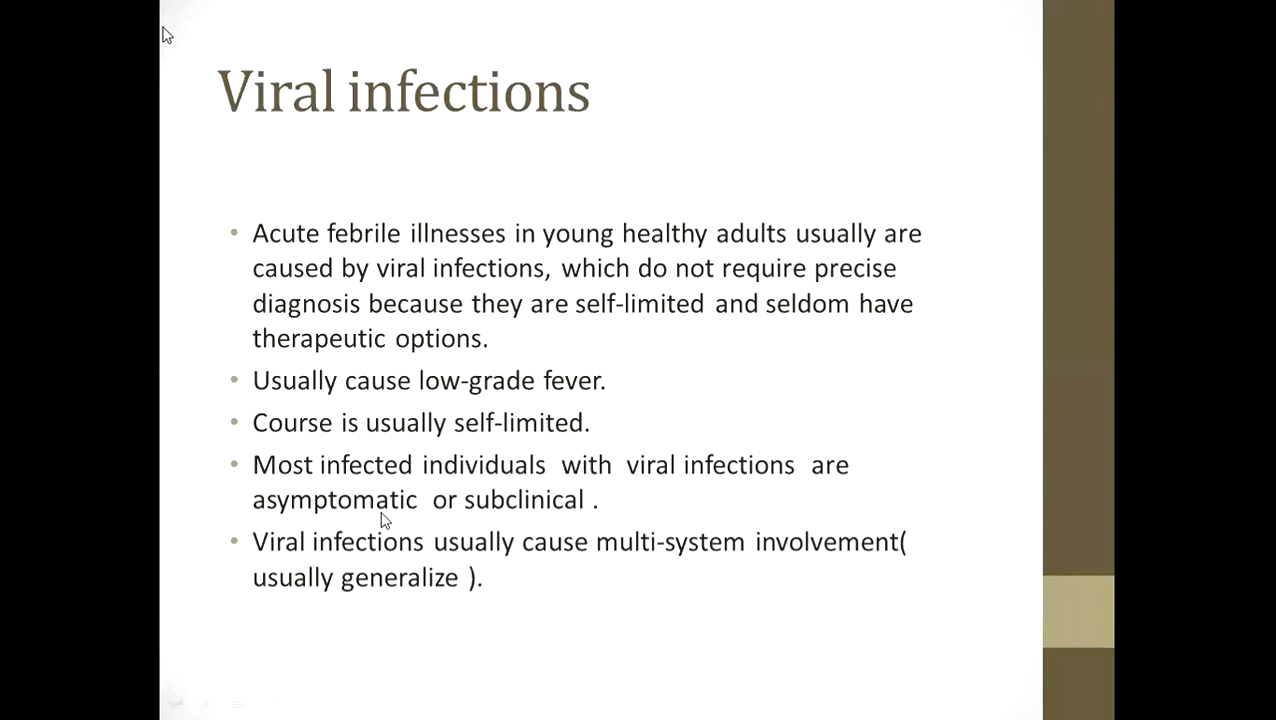 Viral infections
• Acute febrile illnesses in young healthy adults usually are
caused by viral infections, which do not require precise
diagnosis because they are self-limited and seldom have
therapeutic options.
• Usually cause low-grade fever.
• Course is usually self-limited.
• Most infected individuals with viral infections are
asymptomatic or subclinical .
• Viral infections usually cause multi-system involvement(
usually generalize ).